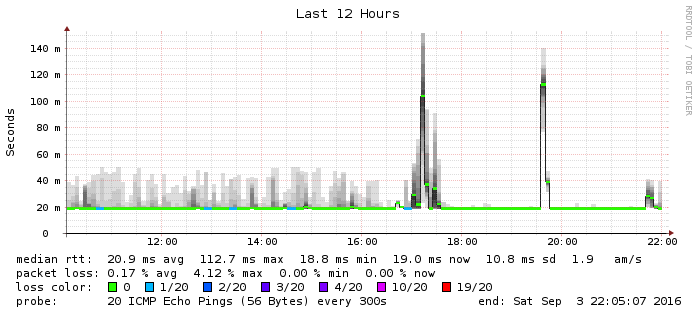 Last 12 Hours
RRDTOOL / TOBI OETIKER
Seconds
140 m
120 m
100 m
80 m
60 m
40 m
20 m
0
12:00 14:00 16:00 18:00 20:00 22:00
median rtt: 20.9 ms avg 112.7 ms max 18.8 ms min 19.0 ms now 10.8 ms sd 1.9 am/s
packet loss: 0.17 % avg 4.12 % max 0.00 % min 0.00 % now
loss color: 0 1/20 2/20 3/20 4/20 10/20 19/20
probe: 20 ICMP Echo Pings (56 Bytes) every 300s end: Sat Sep 3 22:05:07 2016